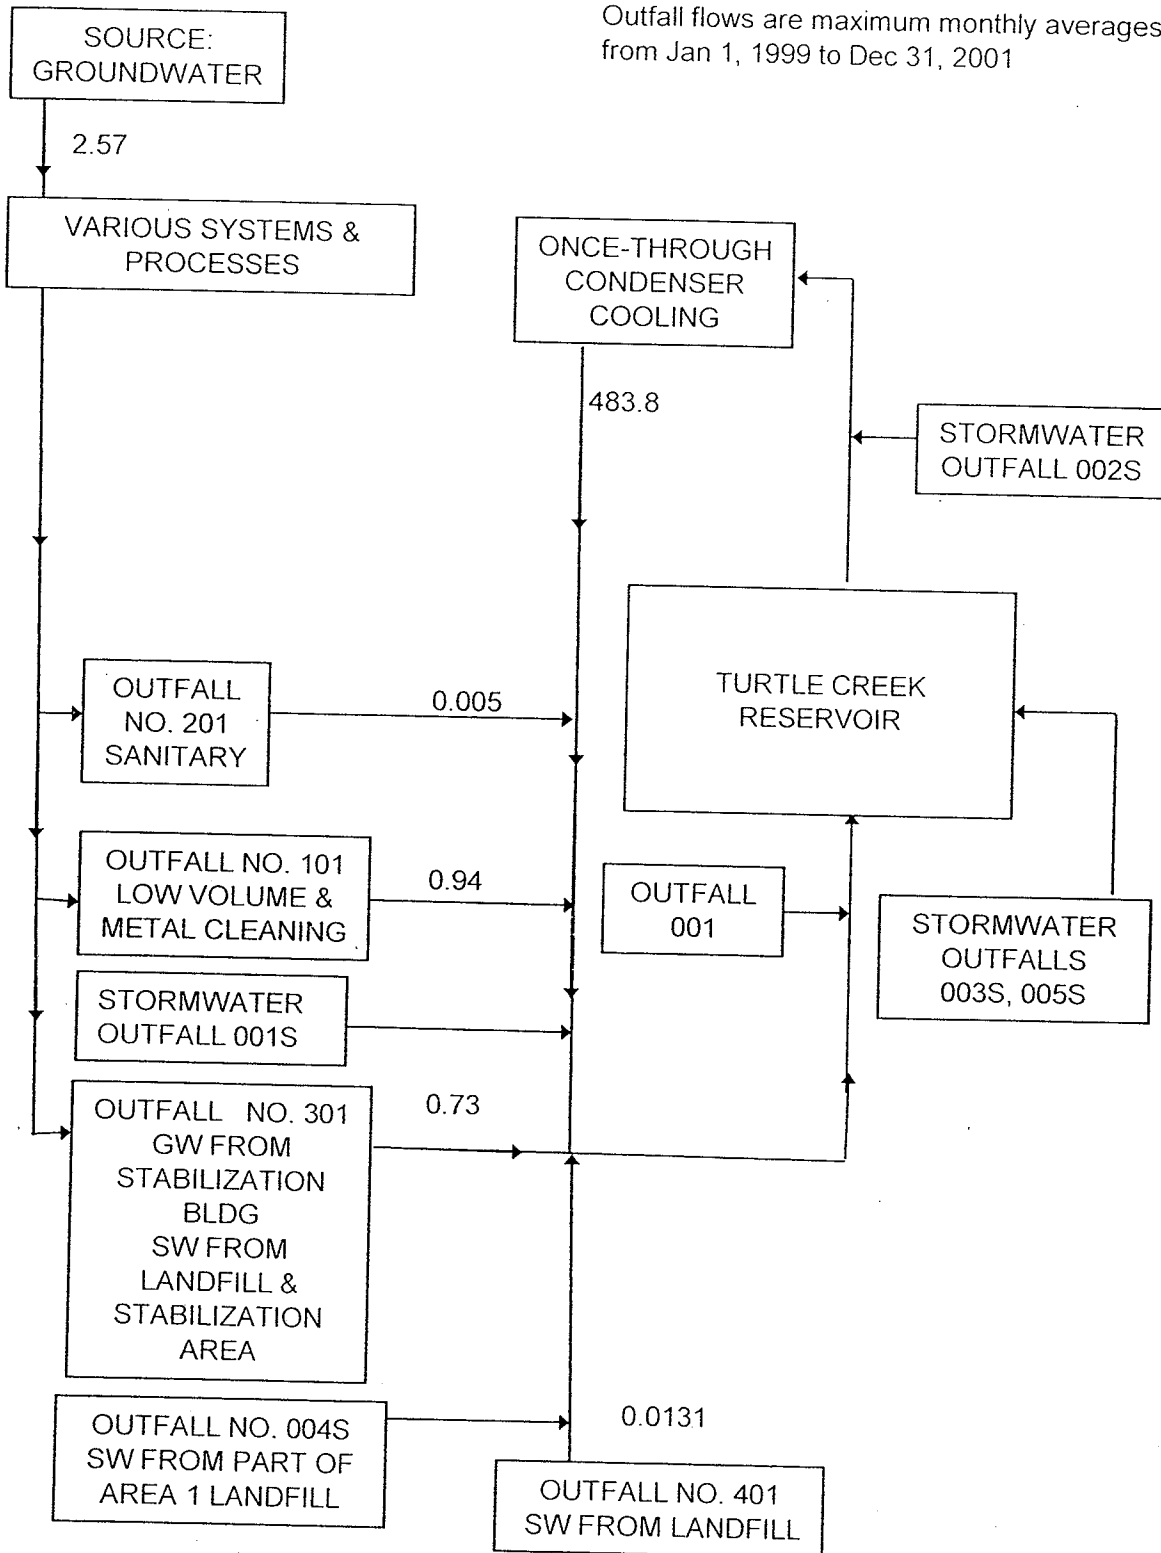 Outfall flows are maximum monthly averages
from Jan 1, 1999 to Dec 31, 2001
SOURCE:
GROUNDWATER
2.57
VARIOUS SYSTEMS &
PROCESSES
ONCE-THROUGH
CONDENSER
COOLING
483.8
STORMWATER
OUTFALL 002S
TURTLE CREEK
RESERVOIR
OUTFALL
NO. 201
SANITARY
0.005
OUTFALL NO. 101
LOW VOLUME &
METAL CLEANING
0.94
OUTFALL
001
STORMWATER
OUTFALLS
003S, 005S
STORMWATER
OUTFALL 001S
OUTFALL NO. 301
GW FROM
STABILIZATION
BLDG
SW FROM
LANDFILL &
STABILIZATION
AREA
0.73
OUTFALL NO. 004S
SW FROM PART OF
AREA 1 LANDFILL
0.0131
OUTFALL NO. 401
SW FROM LANDFILL